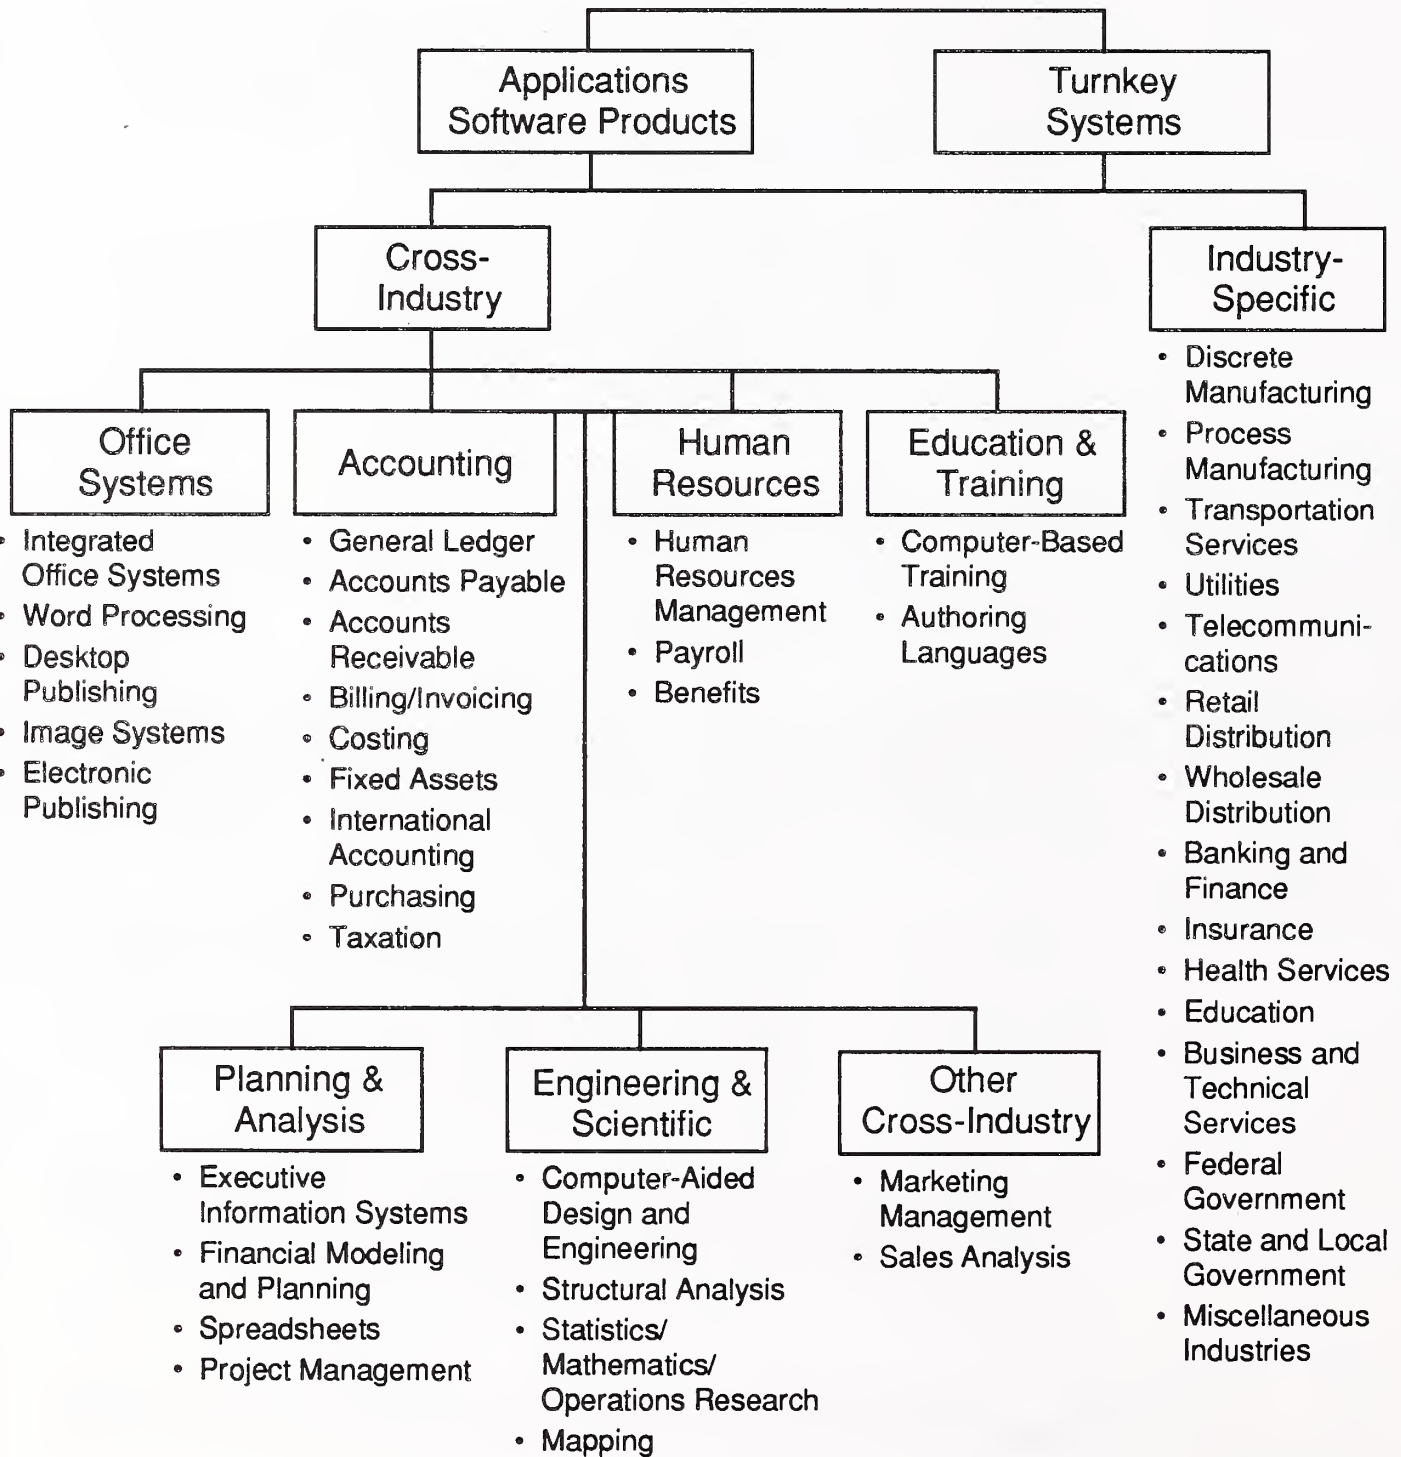 Applications
Software Products
Turnkey
Systems
Cross-
Industry
Industry-
Specific
• Discrete
Manufacturing
• Process
Manufacturing
• Transportation
Services
• Utilities
• Telecommuni-
cations
• Retail
Distribution
• Wholesale
Distribution
• Banking and
Finance
• Insurance
• Health Services
• Education
• Business and
Technical
Services
• Federal
Government
• State and Local
Government
• Miscellaneous
Industries
Office
Systems
• Integrated
Office Systems
• Word Processing
• Desktop
Publishing
• Image Systems
• Electronic
Publishing
Accounting
• General Ledger
• Accounts Payable
• Accounts
Receivable
• Billing/Invoicing
• Costing
• Fixed Assets
• International
Accounting
• Purchasing
• Taxation
Human
Resources
• Human
Resources
Management
• Payroll
• Benefits
Education &
Training
• Computer-Based
Training
• Authoring
Languages
Planning &
Analysis
• Executive
Information Systems
• Financial Modeling
and Planning
• Spreadsheets
• Project Management
Engineering &
Scientific
• Computer-Aided
Design and
Engineering
• Structural Analysis
• Statistics/
Mathematics/
Operations Research
• Mapping
Other
Cross-Industry
• Marketing
Management
• Sales Analysis